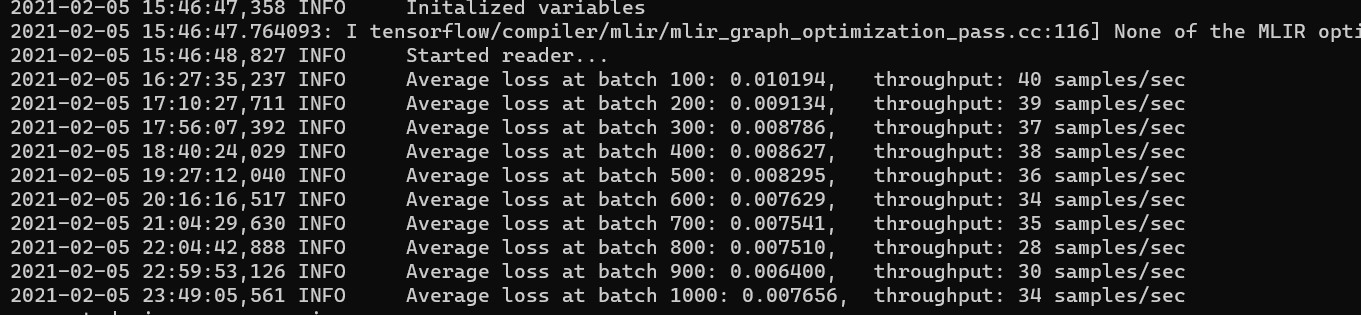 2021-02-05 15:46:47,358 INFO     Initalized variables
2021-02-05 15:46:47.764093: I tensorflow/compiler/mlir/mlir_graph_optimization_pass.cc:116] None of the MLIR opti
2021-02-05 15:46:48,827 INFO     Started reader...
2021-02-05 16:27:35,237 INFO     Average loss at batch 100: 0.010194,   throughput: 40 samples/sec
2021-02-05 17:10:27,711 INFO     Average loss at batch 200: 0.009134,   throughput: 39 samples/sec
2021-02-05 17:56:07,392 INFO     Average loss at batch 300: 0.008786,   throughput: 37 samples/sec
2021-02-05 18:40:24,029 INFO     Average loss at batch 400: 0.008627,   throughput: 38 samples/sec
2021-02-05 19:27:12,040 INFO     Average loss at batch 500: 0.008295,   throughput: 36 samples/sec
2021-02-05 20:16:16,517 INFO     Average loss at batch 600: 0.007629,   throughput: 34 samples/sec
2021-02-05 21:04:29,630 INFO     Average loss at batch 700: 0.007541,   throughput: 35 samples/sec
2021-02-05 22:04:42,888 INFO     Average loss at batch 800: 0.007510,   throughput: 28 samples/sec
2021-02-05 22:59:53,126 INFO     Average loss at batch 900: 0.006400,   throughput: 30 samples/sec
2021-02-05 23:49:05,561 INFO     Average loss at batch 1000: 0.007656,  throughput: 34 samples/sec